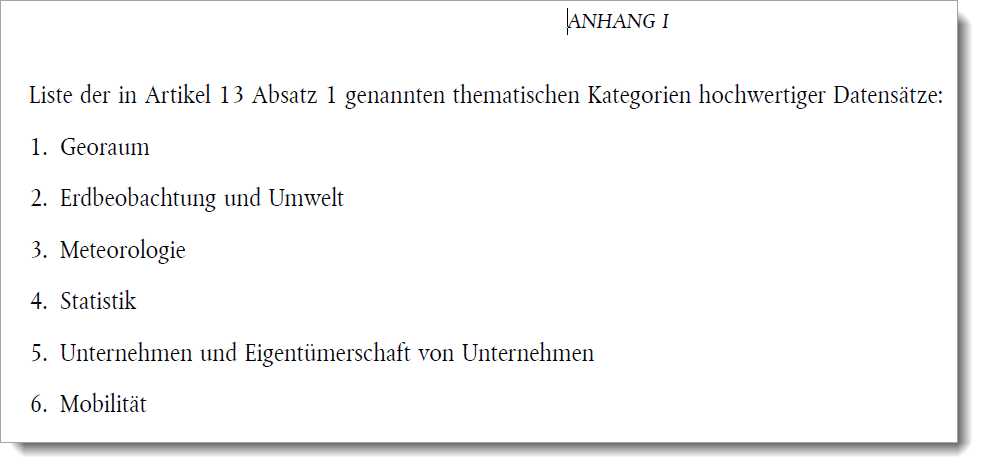 ANHANG I
Liste der in Artikel 13 Absatz 1 genannten thematischen Kategorien hochwertiger Datensätze:
1. Georaum
2. Erdbeobachtung und Umwelt
3. Meteorologie
4. Statistik
5. Unternehmen und Eigentümerschaft von Unternehmen
6. Mobilität